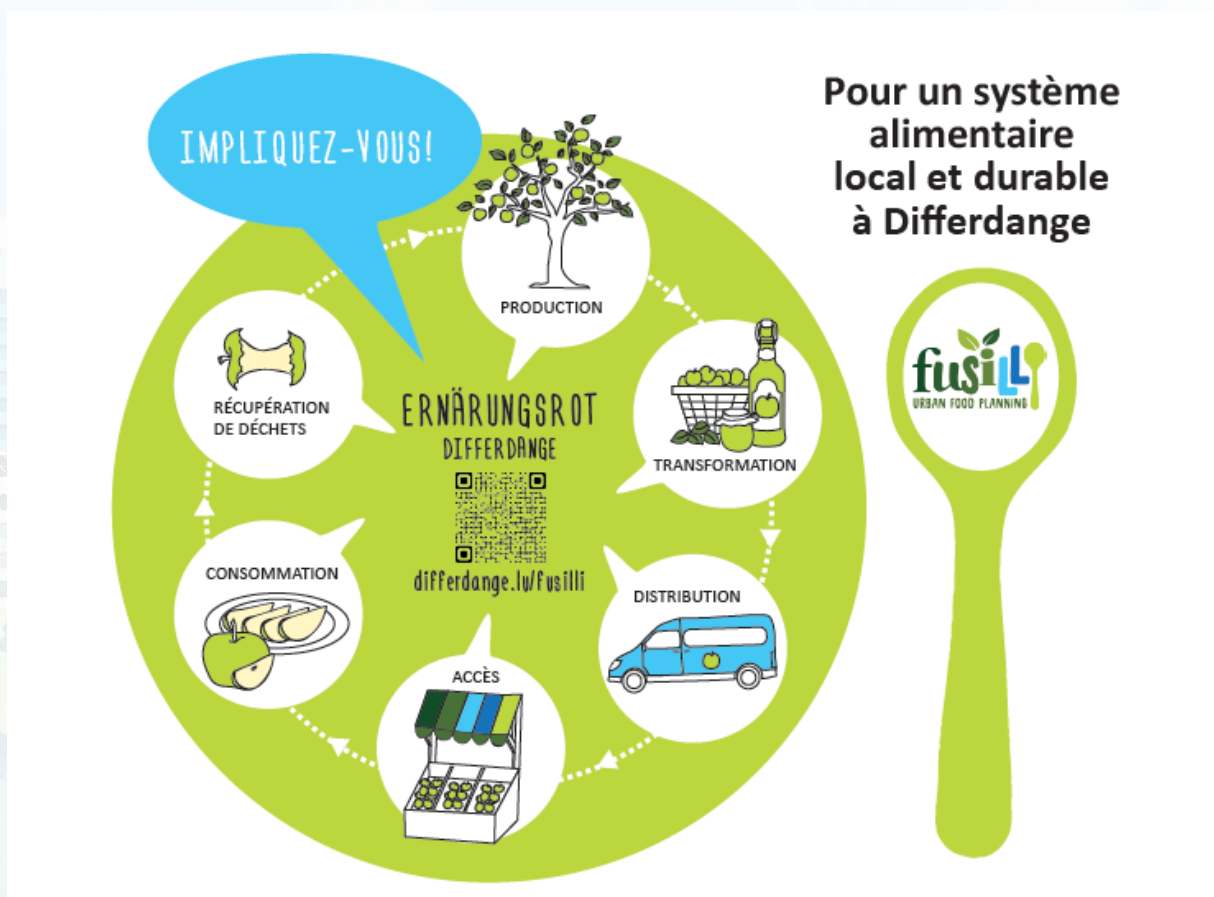 IMPLIQUEZ-VOUS!
Pour un système
alimentaire
local et durable
à Differdange
PRODUCTION
TRANSFORMATION
DISTRIBUTION
ACCÈS
CONSOMMATION
RÉCUPÉRATION
DE DÉCHETS
ERNÄRUNGSROT
DIFFERDANGE
differdange.lu/fusilli
fusilli
URBAN FOOD PLANNING